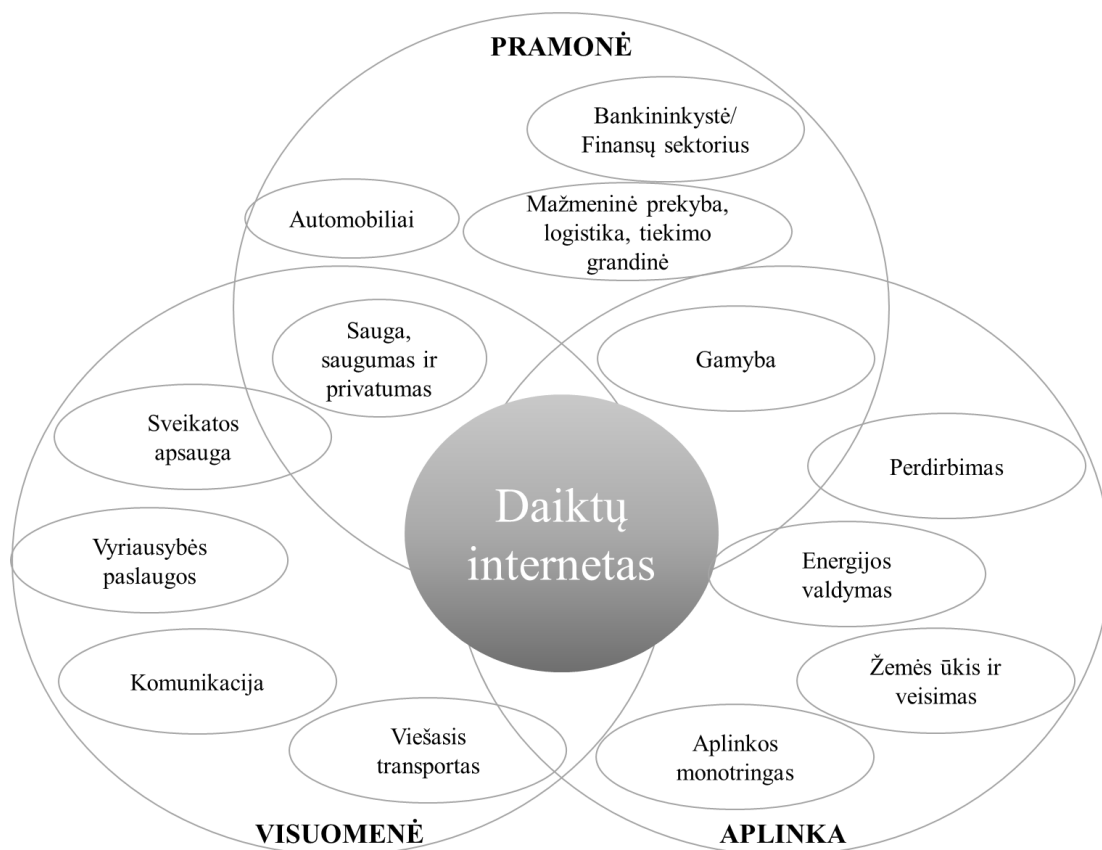 PRAMONĖ
Bankininkystė/
Finansų sektorius
Automobiliai
Mažmeninė prekyba,
logistika, tiekimo
grandinė
Sauga,
saugumas ir
privatumas
Gamyba
Sveikatos
apsauga
Perdirbimas
Daiktų
internetas
Vyriausybės
paslaugos
Energijos
valdymas
Komunikacija
Žemės ūkis ir
veisimas
Viešasis
transportas
Aplinkos
monotringas
VISUOMENĖ
APLINKA